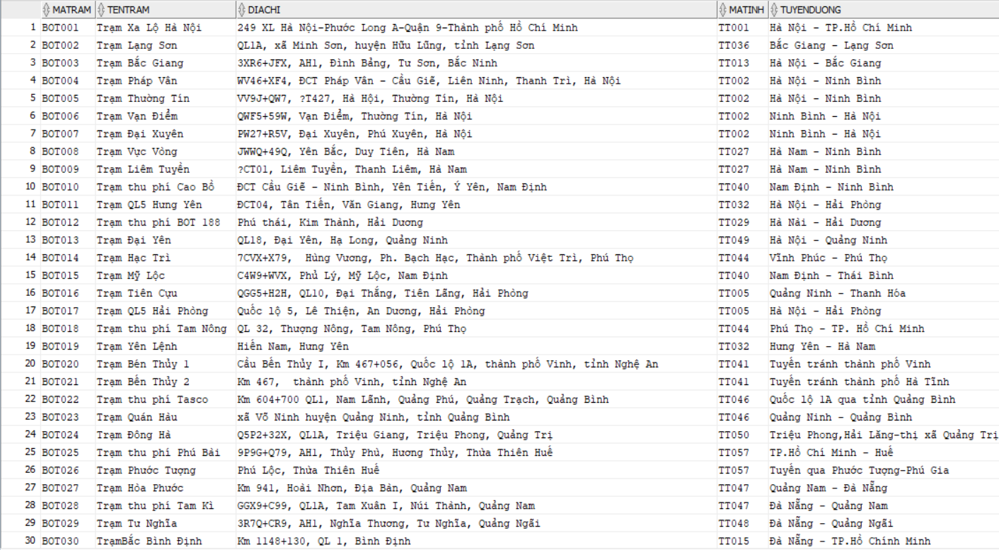 MATRAM TENTRAM DIACHI MATINH TUYENDUONG
1 BOT001 Trạm Xa Lộ Hà Nội 249 XL Hà Nội-Phước Long A-Quận 9-Thành phố Hồ Chí Minh TT001 Hà Nội - TP.Hồ Chí Minh
2 BOT002 Trạm Lạng Sơn QL1A, xã Minh Sơn, huyện Hữu Lũng, tỉnh Lạng Sơn TT036 Bắc Giang - Lạng Sơn
3 BOT003 Trạm Bắc Giang 3XR6+JFX, AH1, Đình Bảng, Từ Sơn, Bắc Ninh TT013 Hà Nội - Bắc Giang
4 BOT004 Trạm Pháp Vân WV46+XF4, ĐCT Pháp Vân - Cầu Giẽ, Liên Ninh, Thanh Trì, Hà Nội TT002 Hà Nội - Ninh Bình
5 BOT005 Trạm Thường Tín VV9J+QW7, ?T427, Hà Hội, Thường Tín, Hà Nội TT002 Hà Nội - Ninh Bình
6 BOT006 Trạm Vạn Điểm QWF5+59W, Vạn Điểm, Thường Tín, Hà Nội TT002 Ninh Bình - Hà Nội
7 BOT007 Trạm Đại Xuyên PW27+R5V, Đại Xuyên, Phú Xuyên, Hà Nội TT002 Ninh Bình - Hà Nội
8 BOT008 Trạm Vực Vòng JWWQ+49Q, Yên Bắc, Duy Tiên, Hà Nam TT027 Hà Nam - Ninh Bình
9 BOT009 Trạm Liêm Tuyền ?CT01, Liêm Tuyền, Thanh Liêm, Hà Nam TT027 Hà Nam - Ninh Bình
10 BOT010 Trạm thu phí Cao Bồ ĐCT Cầu Giẽ - Ninh Bình, Yên Tiến, Ý Yên, Nam Định TT040 Nam Định - Ninh Bình
11 BOT011 Trạm QL5 Hưng Yên ĐCT04, Tân Tiến, Văn Giang, Hưng Yên TT032 Hà Nội - Hải Phòng
12 BOT012 Trạm thu phí BOT 188 Phú thái, Kim Thành, Hải Dương TT029 Hà Nài - Hải Dương
13 BOT013 Trạm Đại Yên QL18, Đại Yên, Hạ Long, Quảng Ninh TT049 Hà Nội - Quảng Ninh
14 BOT014 Trạm Hạc Trì 7CVX+X79,  Hùng Vương, Ph. Bạch Hạc, Thành phố Việt Trì, Phú Thọ TT044 Vĩnh Phúc - Phú Thọ
15 BOT015 Trạm Mỹ Lộc C4W9+WVX, Phủ Lý, Mỹ Lộc, Nam Định TT040 Nam Định - Thái Bình
16 BOT016 Trạm Tiên Cựu QGG5+H2H, QL10, Đại Thắng, Tiên Lãng, Hải Phòng TT005 Quảng Ninh - Thanh Hóa
17 BOT017 Trạm QL5 Hải Phòng Quốc lộ 5, Lê Thiện, An Dương, Hải Phòng TT005 Hà Nội - Hải Phòng
18 BOT018 Trạm thu phí Tam Nông QL 32, Thượng Nông, Tam Nông, Phú Thọ TT044 Phú Thọ - TP. Hồ Chí Minh
19 BOT019 Trạm Yên Lệnh Hiến Nam, Hưng Yên TT032 Hưng Yên - Hà Nam
20 BOT020 Trạm Bén Thủy 1 Cầu Bến Thủy I, Km 467+056, Quốc lộ 1A, thành phố Vinh, tỉnh Nghệ An TT041 Tuyến tránh thành phố Vinh
21 BOT021 Trạm Bến Thủy 2 Km 467,  thành phố Vinh, tỉnh Nghệ An TT041 Tuyến tránh thành phố Hà Tĩnh
22 BOT022 Trạm thu phí Tasco Km 604+700 QL1, Nam Lãnh, Quảng Phú, Quảng Trạch, Quảng Bình TT046 Quốc lộ 1A qua tỉnh Quảng Bình
23 BOT023 Trạm Quán Hàu xã Võ Ninh huyện Quảng Ninh, tỉnh Quảng Bình TT046 Quảng Ninh - Quảng Bình
24 BOT024 Trạm Đông Hà Q5P2+32X, QL1A, Triệu Giang, Triệu Phong, Quảng Trị TT050 Triệu Phong,Hải Lăng-thị xã Quảng Trị
25 BOT025 Trạm thu phí Phú Bài 9P9G+Q79, AH1, Thủy Phù, Hương Thủy, Thừa Thiên Huế TT057 TP.Hồ Chí Minh - Huế
26 BOT026 Trạm Phước Tượng Phú Lộc, Thừa Thiên Huế TT057 Tuyến qua Phước Tượng-Phú Gia
27 BOT027 Trạm Hòa Phước Km 941, Hoài Nhơn, Địa Bàn, Quảng Nam TT047 Quảng Nam - Đà Nẵng
28 BOT028 Trạm thu phí Tam Kì GGX9+C99, QL1A, Tam Xuân I, Núi Thành, Quảng Nam TT047 Đà Nẵng - Quảng Nam
29 BOT029 Trạm Tư Nghĩa 3R7Q+CR9, AH1, Nghĩa Thương, Tư Nghĩa, Quảng Ngãi TT048 Đà Nẵng - Quảng Ngãi
30 BOT030 TrạmBắc Bình Định Km 1148+130, QL 1, Bình Định TT015 Đà Nẵng - TP.Hồ Chính Minh